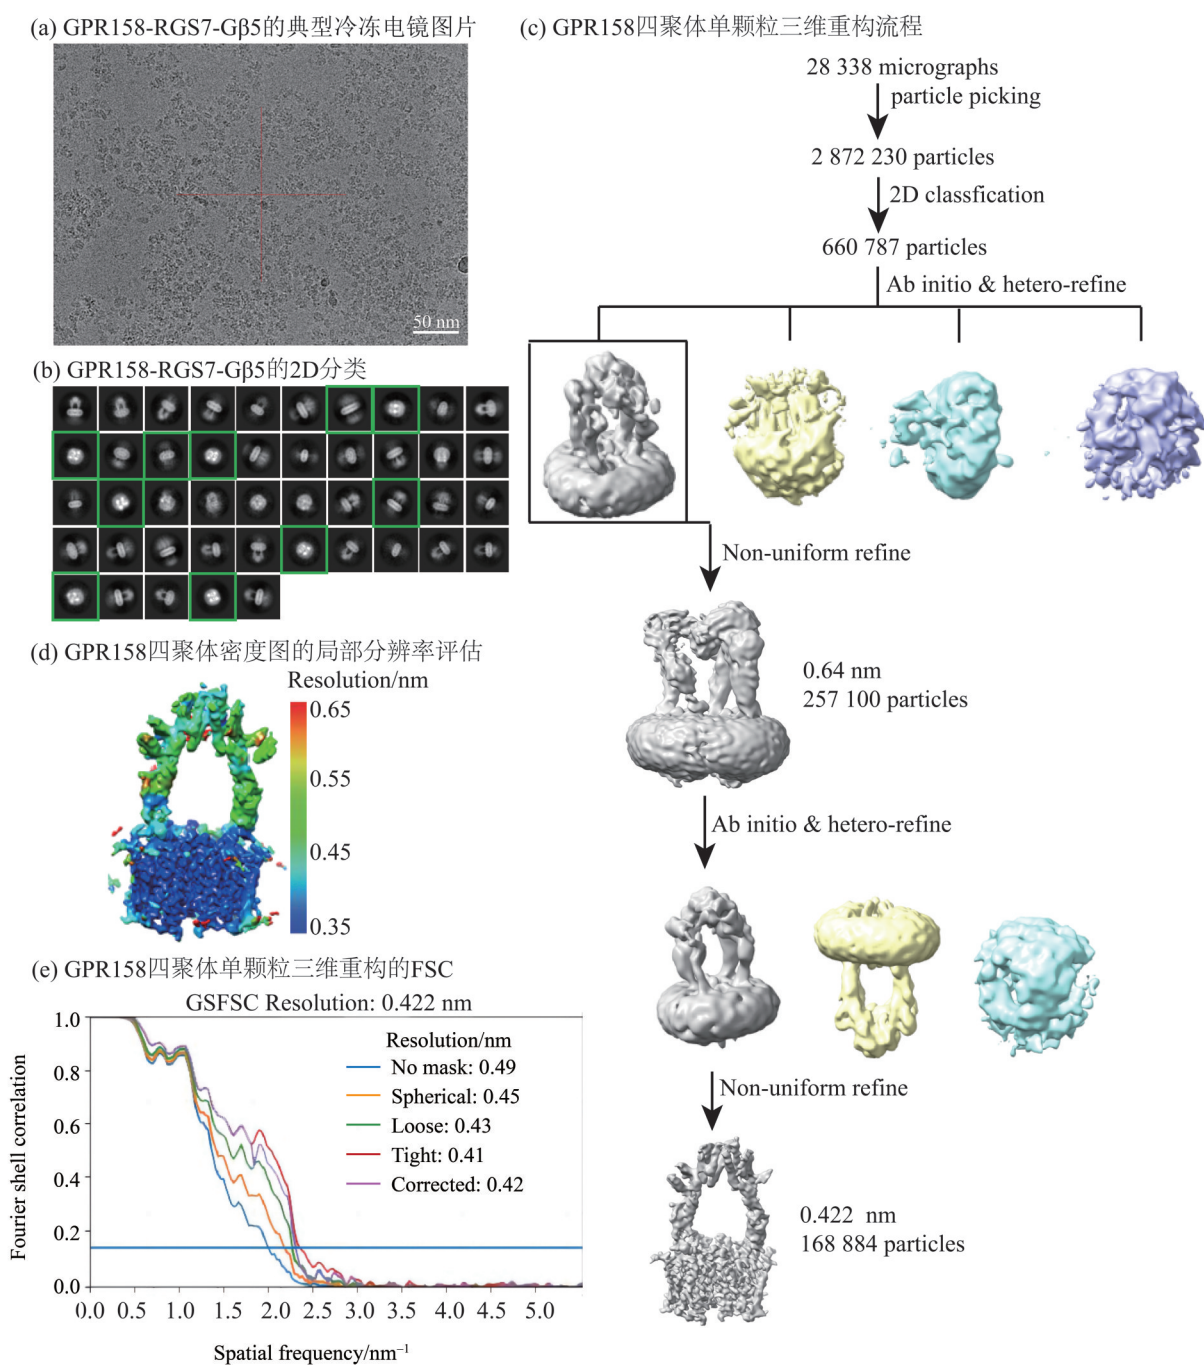 (a) GPR158-RGS7-Gβ5的典型冷冻电镜图片
50 nm
(b) GPR158-RGS7-Gβ5的2D分类
(c) GPR158四聚体单颗粒三维重构流程
28 338 micrographs
particle picking
2 872 230 particles
2D classfication
660 787 particles
Ab initio & hetero-refine
Non-uniform refine
0.64 nm
257 100 particles
Ab initio & hetero-refine
Non-uniform refine
0.422 nm
168 884 particles
(d) GPR158四聚体密度图的局部分辨率评估
Resolution/nm
0.65
0.55
0.45
0.35
(e) GPR158四聚体单颗粒三维重构的FSC
GSFSC Resolution: 0.422 nm
Fourier shell correlation
1.0
0.8
0.6
0.4
0.2
0.0
Resolution/nm
No mask: 0.49
Spherical: 0.45
Loose: 0.43
Tight: 0.41
Corrected: 0.42
0.0 0.5 1.0 1.5 2.0 2.5 3.0 3.5 4.0 4.5 5.0
Spatial frequency/nm⁻¹